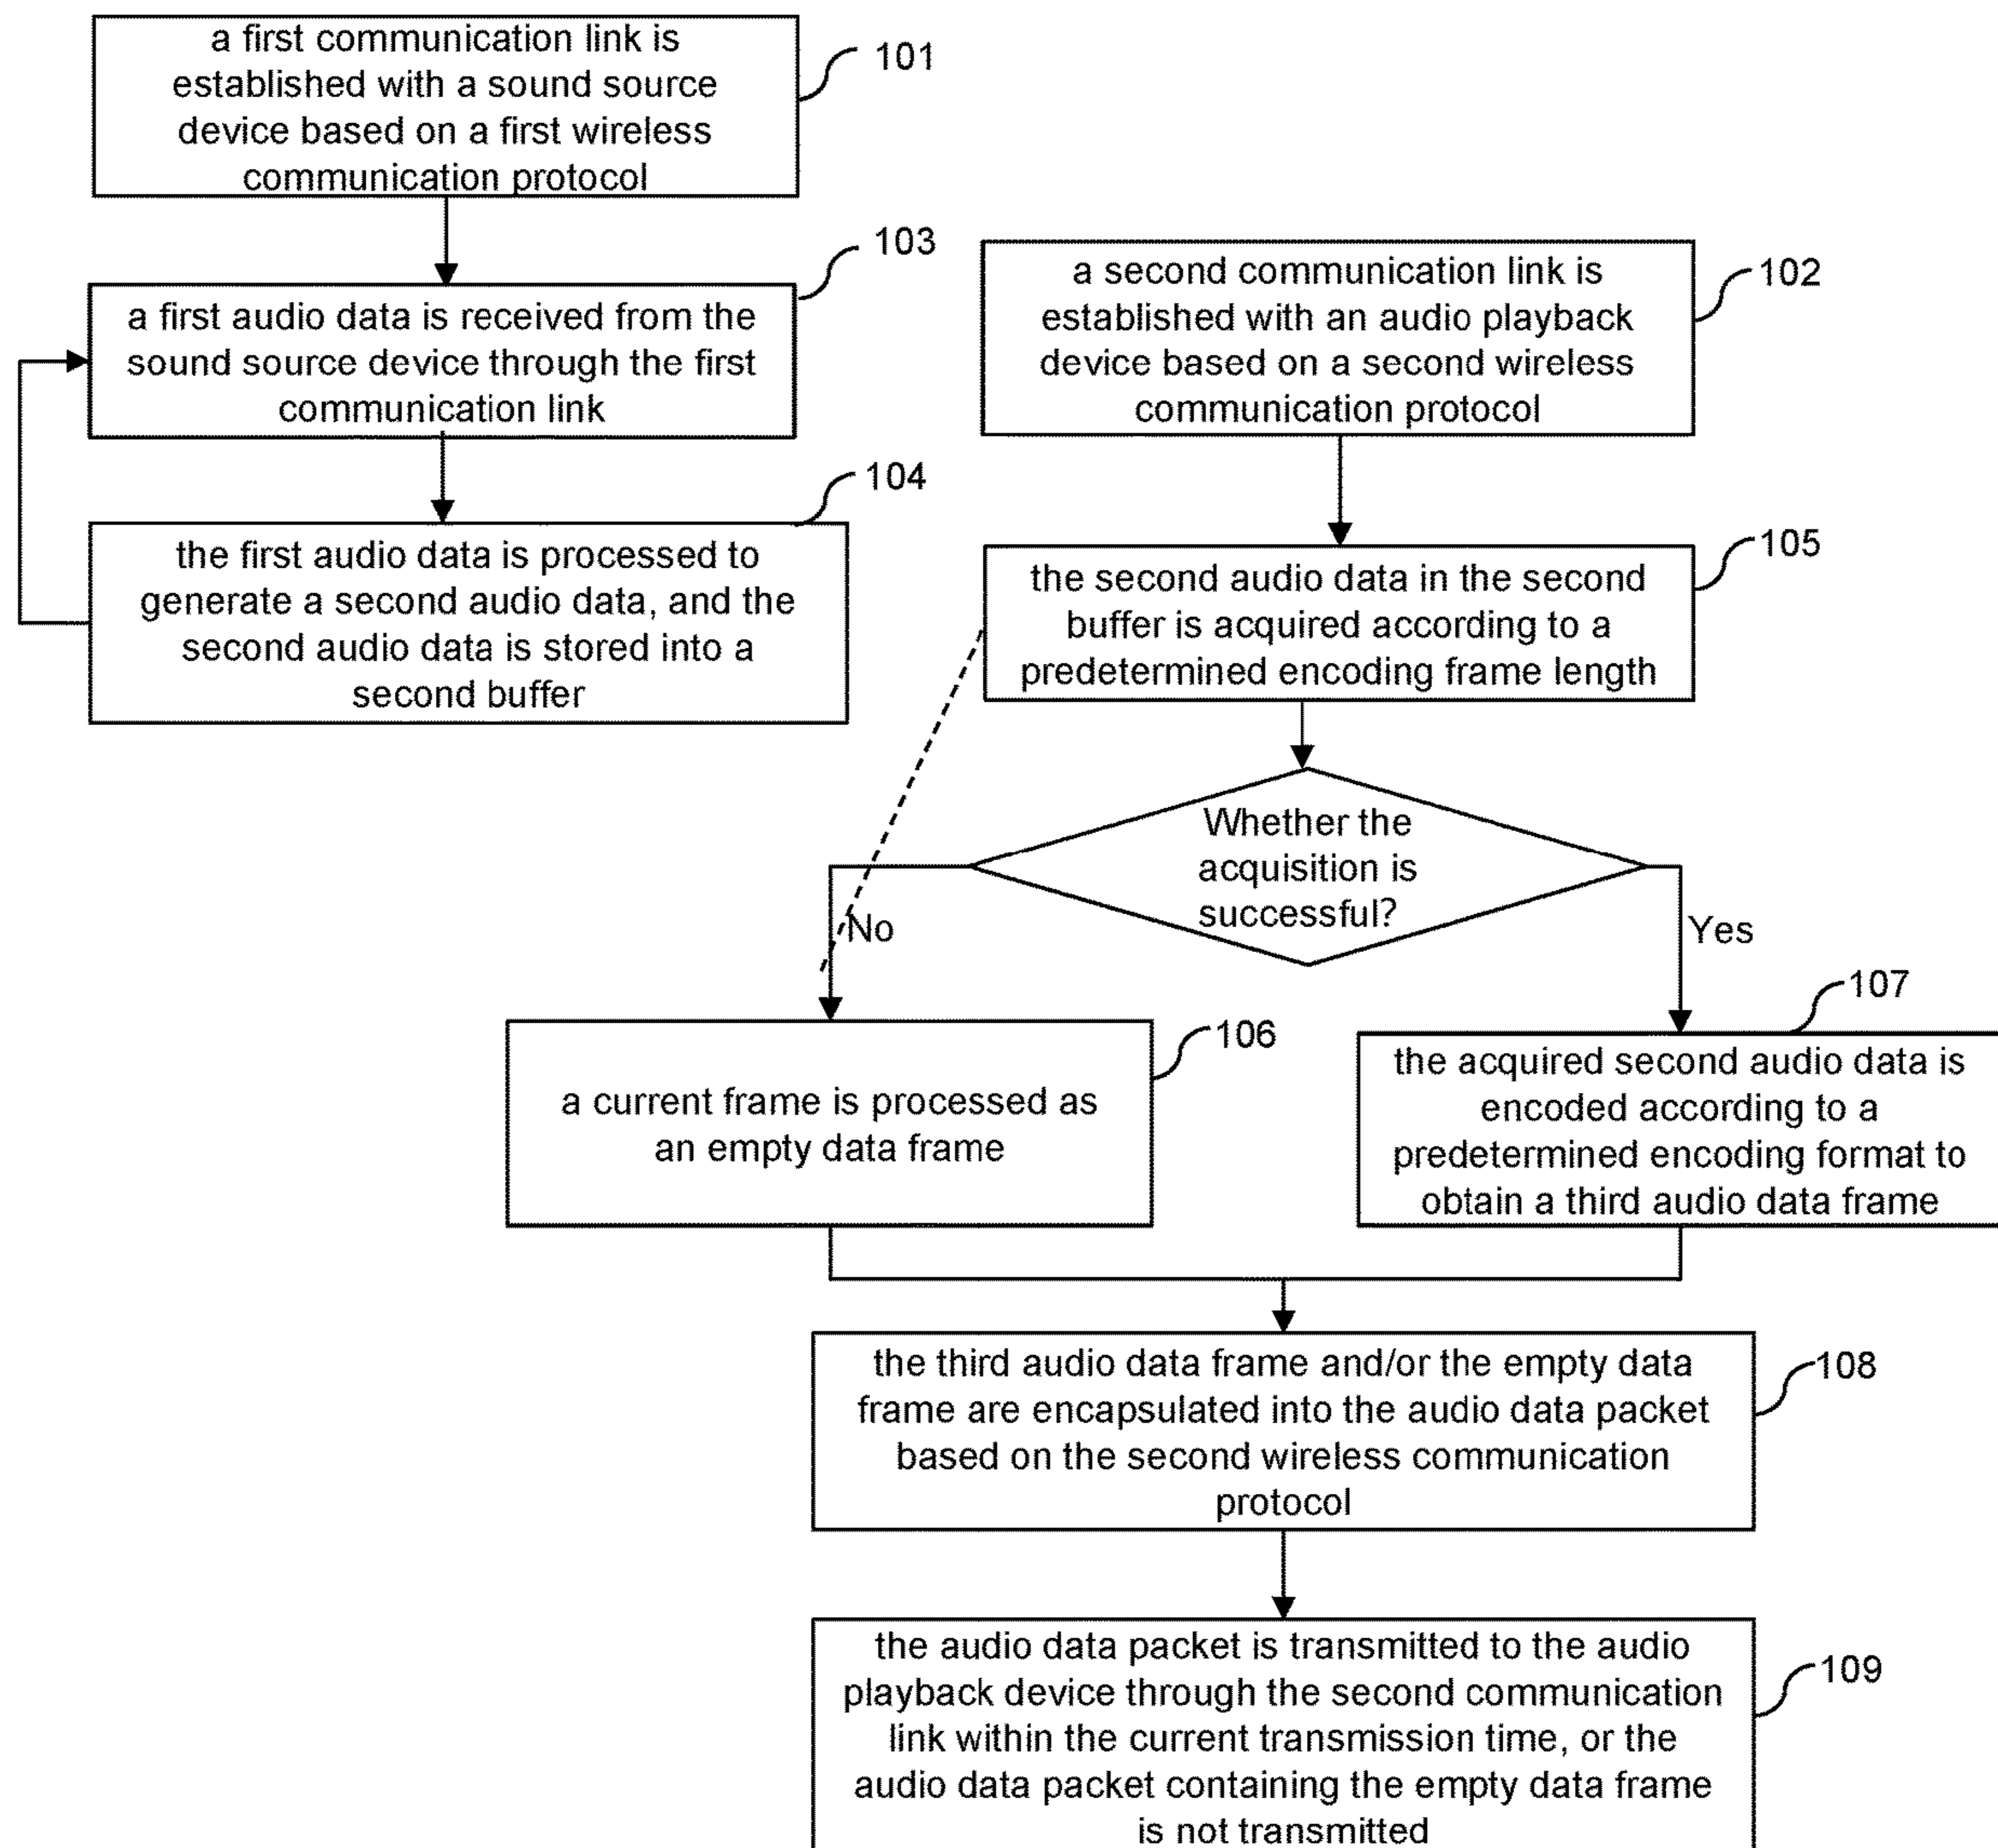 a first communication link is
established with a sound source
device based on a first wireless
communication protocol
101
103
a first audio data is received from the
sound source device through the first
communication link
104
the first audio data is processed to
generate a second audio data, and the
second audio data is stored into a
second buffer
102
a second communication link is
established with an audio playback
device based on a second wireless
communication protocol
105
the second audio data in the second
buffer is acquired according to a
predetermined encoding frame length
Whether the
acquisition is
successful?
No
Yes
106
a current frame is processed as
an empty data frame
107
the acquired second audio data is
encoded according to a
predetermined encoding format to
obtain a third audio data frame
108
the third audio data frame and/or the empty data
frame are encapsulated into the audio data packet
based on the second wireless communication
protocol
109
the audio data packet is transmitted to the audio
playback device through the second communication
link within the current transmission time, or the
audio data packet containing the empty data frame
is not transmitted